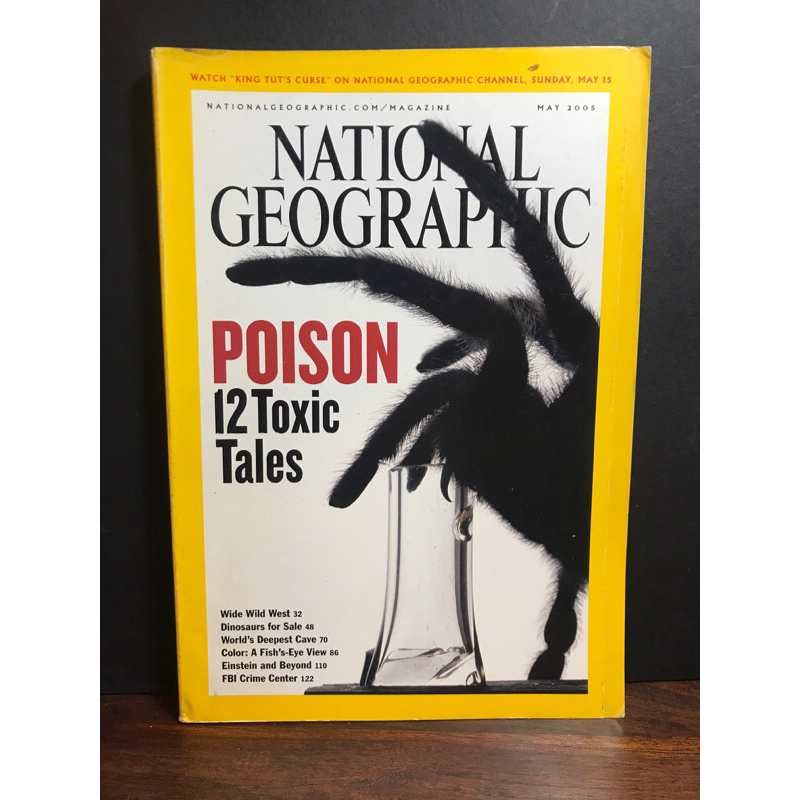 WATCH "KING TUT'S CURSE" ON NATIONAL GEOGRAPHIC CHANNEL, SUNDAY, MAY 15
NATIONALGEOGRAPHIC.COM/MAGAZINE MAY 2005
NATIONAL
GEOGRAPHIC
POISON
12 Toxic
Tales
Wide Wild West 32
Dinosaurs for Sale 48
World's Deepest Cave 70
Color: A Fish's-Eye View 86
Einstein and Beyond 110
FBI Crime Center 122